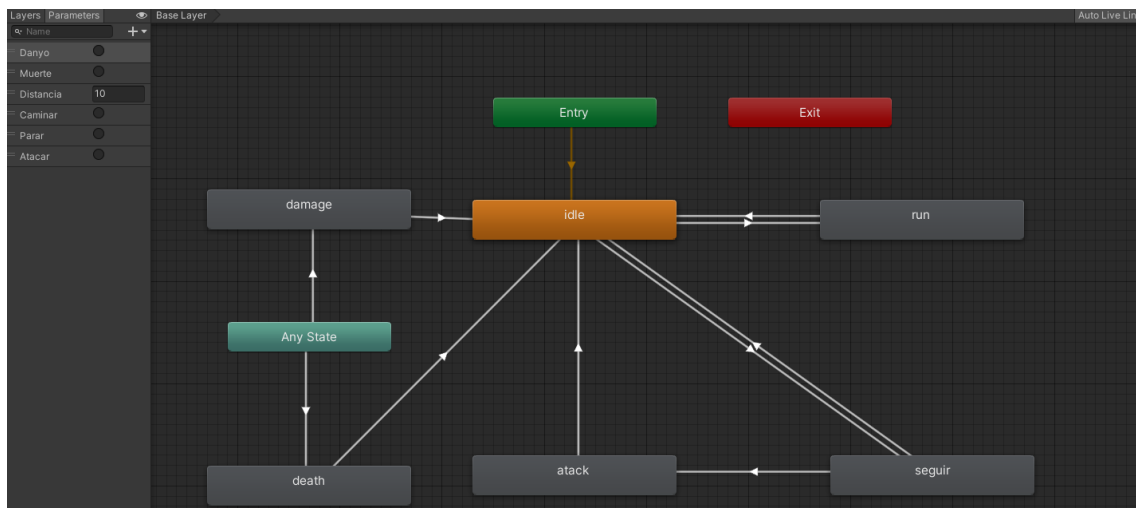 Layers Parameters Base Layer Auto Live Lin
Name
Danyo
Muerte
Distancia 10
Caminar
Parar
Atacar
Entry
Exit
damage
idle
run
Any State
death
atack
seguir